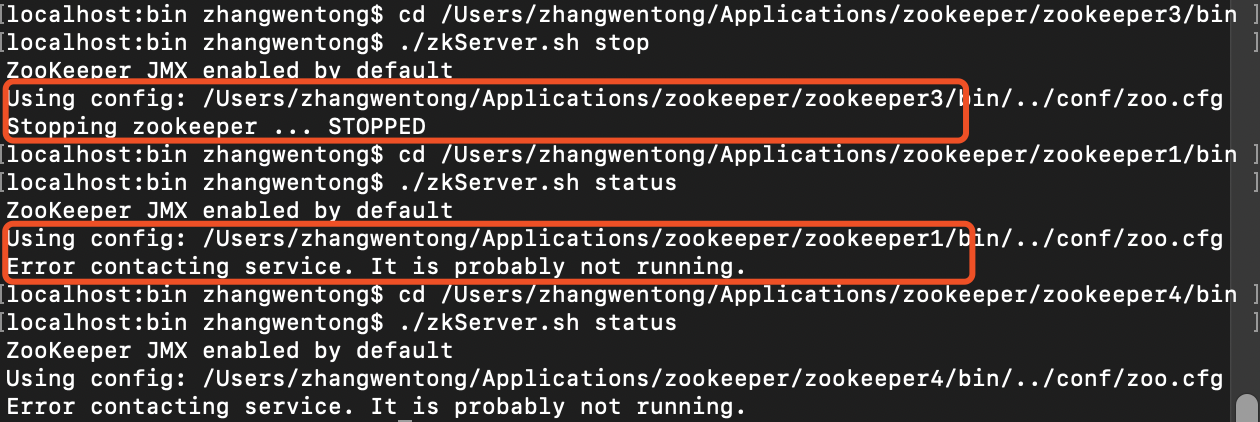 [localhost:bin zhangwentong$ cd /Users/zhangwentong/Applications/zookeeper/zookeeper3/bin ]
[localhost:bin zhangwentong$ ./zkServer.sh stop ]
ZooKeeper JMX enabled by default
Using config: /Users/zhangwentong/Applications/zookeeper/zookeeper3/bin/../conf/zoo.cfg
Stopping zookeeper ... STOPPED
[localhost:bin zhangwentong$ cd /Users/zhangwentong/Applications/zookeeper/zookeeper1/bin ]
[localhost:bin zhangwentong$ ./zkServer.sh status ]
ZooKeeper JMX enabled by default
Using config: /Users/zhangwentong/Applications/zookeeper/zookeeper1/bin/../conf/zoo.cfg
Error contacting service. It is probably not running.
[localhost:bin zhangwentong$ cd /Users/zhangwentong/Applications/zookeeper/zookeeper4/bin ]
[localhost:bin zhangwentong$ ./zkServer.sh status ]
ZooKeeper JMX enabled by default
Using config: /Users/zhangwentong/Applications/zookeeper/zookeeper4/bin/../conf/zoo.cfg
Error contacting service. It is probably not running.